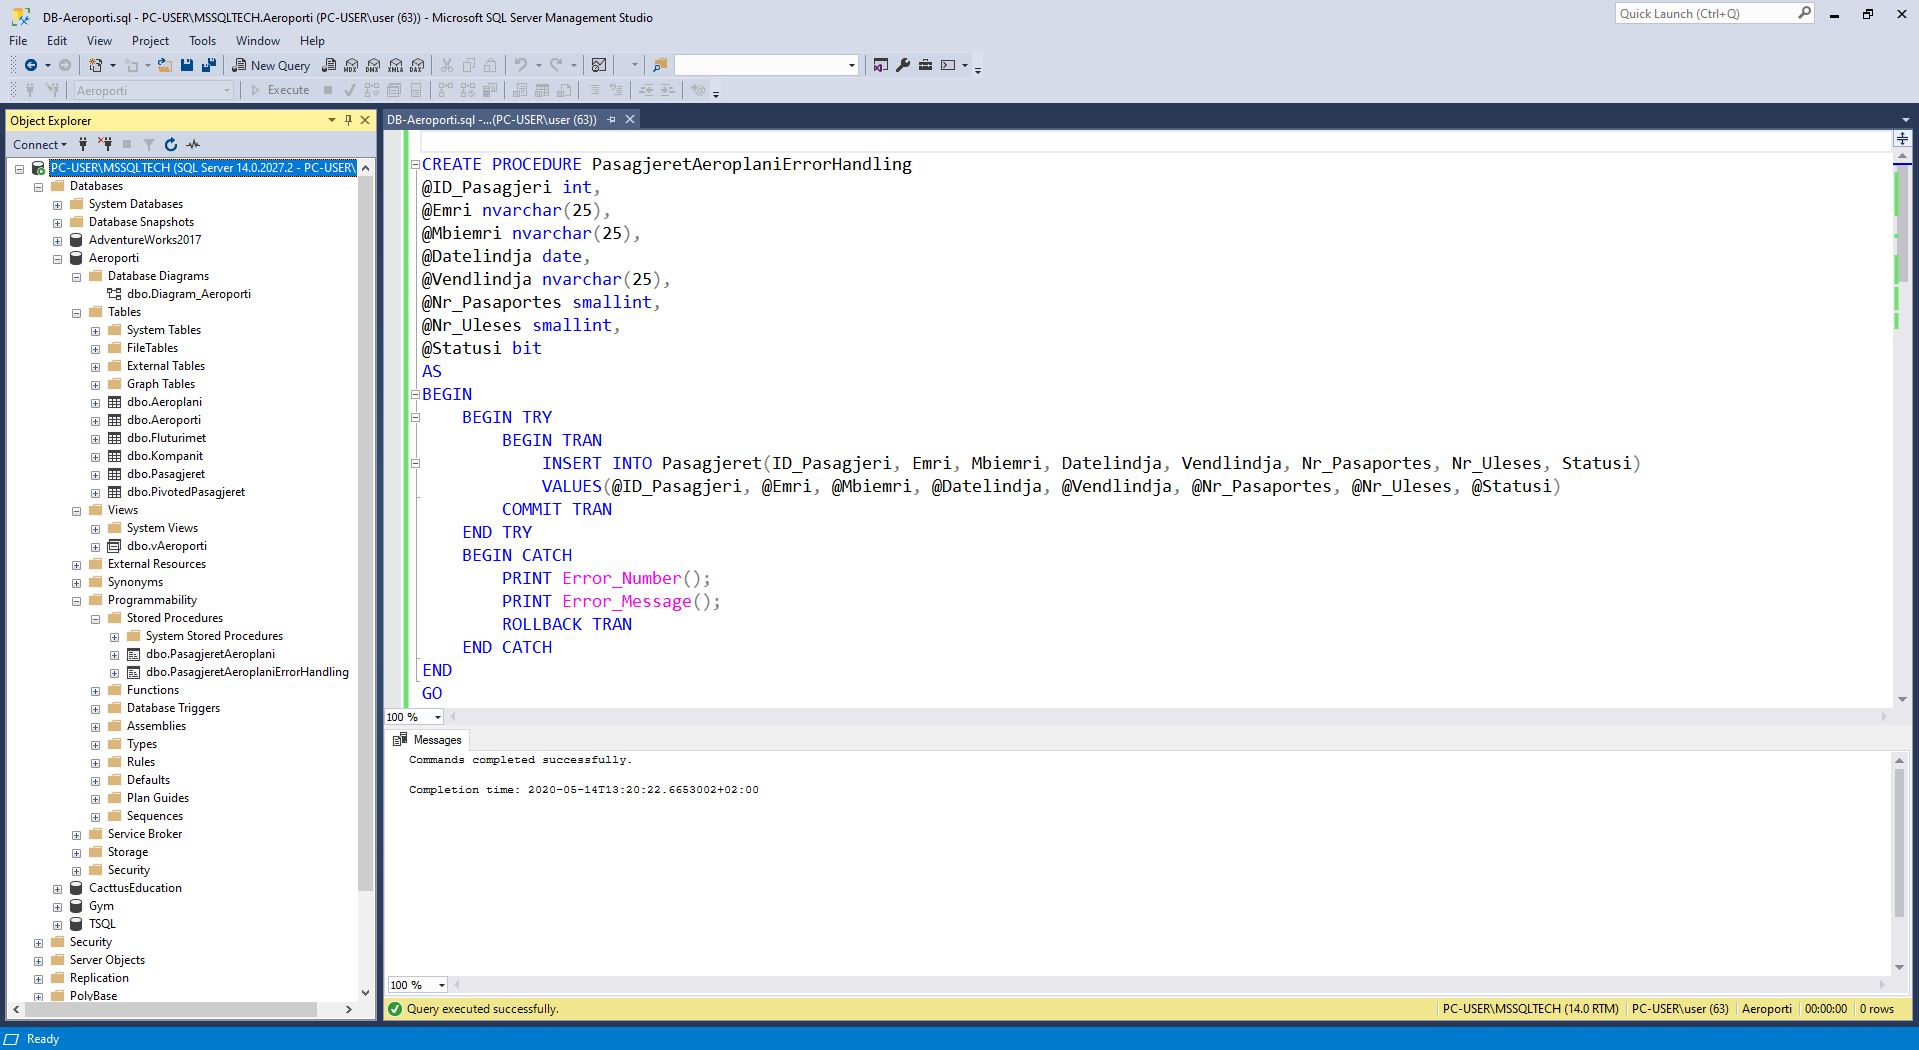 DB-Aeroporti.sql - PC-USER\MSSQLTECH.Aeroporti (PC-USER\user (63)) - Microsoft SQL Server Management Studio
Quick Launch (Ctrl+Q)
File Edit View Project Tools Window Help
New Query MDX DMX XMLA DAX
Aeroporti Execute
Object Explorer
Connect
PC-USER\MSSQLTECH (SQL Server 14.0.2027.2 - PC-USER\
Databases
System Databases
Database Snapshots
AdventureWorks2017
Aeroporti
Database Diagrams
dbo.Diagram_Aeroporti
Tables
System Tables
FileTables
External Tables
Graph Tables
dbo.Aeroplani
dbo.Aeroporti
dbo.Fluturimet
dbo.Kompanit
dbo.Pasagjeret
dbo.PivotedPasagjeret
Views
System Views
dbo.vAeroporti
External Resources
Synonyms
Programmability
Stored Procedures
System Stored Procedures
dbo.PasagjeretAeroplani
dbo.PasagjeretAeroplaniErrorHandling
Functions
Database Triggers
Assemblies
Types
Rules
Defaults
Plan Guides
Sequences
Service Broker
Storage
Security
CacttusEducation
Gym
TSQL
Security
Server Objects
Replication
PolyBase
DB-Aeroporti.sql -...(PC-USER\user (63))
CREATE PROCEDURE PasagjeretAeroplaniErrorHandling
@ID_Pasagjeri int,
@Emri nvarchar(25),
@Mbiemri nvarchar(25),
@Datelindja date,
@Vendlindja nvarchar(25),
@Nr_Pasaportes smallint,
@Nr_Uleses smallint,
@Statusi bit
AS
BEGIN
BEGIN TRY
BEGIN TRAN
INSERT INTO Pasagjeret(ID_Pasagjeri, Emri, Mbiemri, Datelindja, Vendlindja, Nr_Pasaportes, Nr_Uleses, Statusi)
VALUES(@ID_Pasagjeri, @Emri, @Mbiemri, @Datelindja, @Vendlindja, @Nr_Pasaportes, @Nr_Uleses, @Statusi)
COMMIT TRAN
END TRY
BEGIN CATCH
PRINT Error_Number();
PRINT Error_Message();
ROLLBACK TRAN
END CATCH
END
GO
100 %
Messages
Commands completed successfully.
Completion time: 2020-05-14T13:20:22.6653002+02:00
100 %
Query executed successfully. PC-USER\MSSQLTECH (14.0 RTM) PC-USER\user (63) Aeroporti 00:00:00 0 rows
Ready